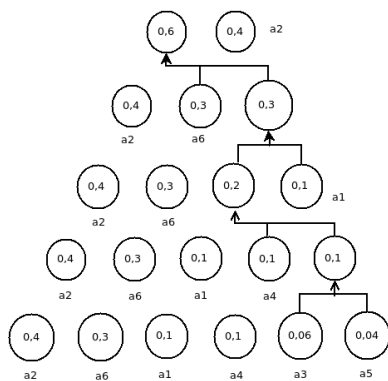 0,6 0,4 a2
0,4 0,3 0,3
a2 a6
0,4 0,3 0,2 0,1 a1
a2 a6
0,4 0,3 0,1 0,1 0,1
a2 a6 a1 a4
0,4 0,3 0,1 0,1 0,06 0,04
a2 a6 a1 a4 a3 a5